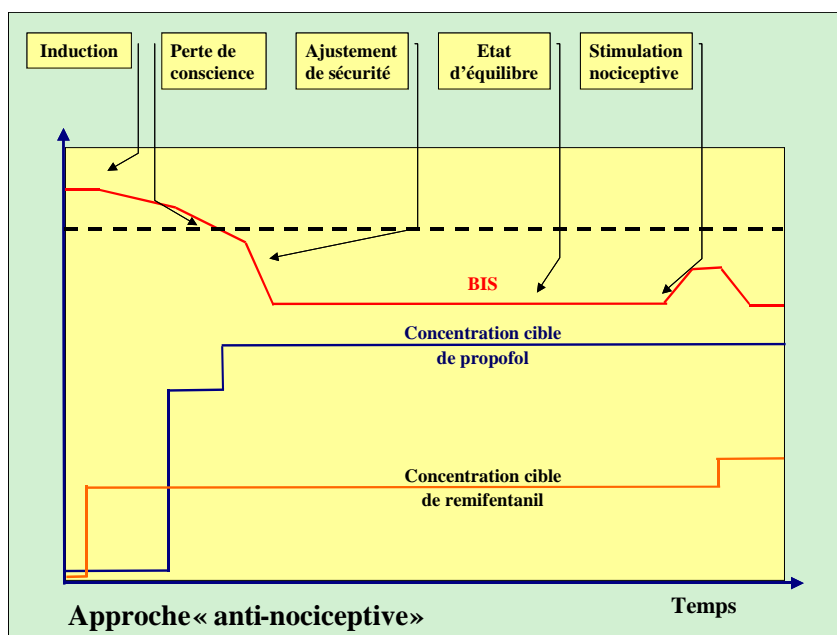 Induction
Perte de
conscience
Ajustement
de sécurité
Etat
d'équilibre
Stimulation
nociceptive
BIS
Concentration cible
de propofol
Concentration cible
de remifentanil
Temps
Approche« anti-nociceptive»